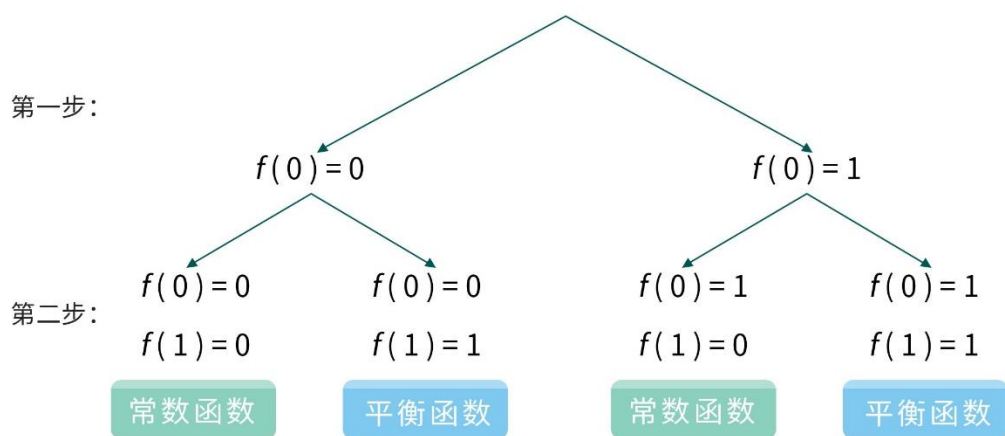 第一步：
f(0)=0 f(0)=1
f(0)=0 f(0)=0 f(0)=1 f(0)=1
第二步：
f(1)=0 f(1)=1 f(1)=0 f(1)=1
常数函数 平衡函数 常数函数 平衡函数